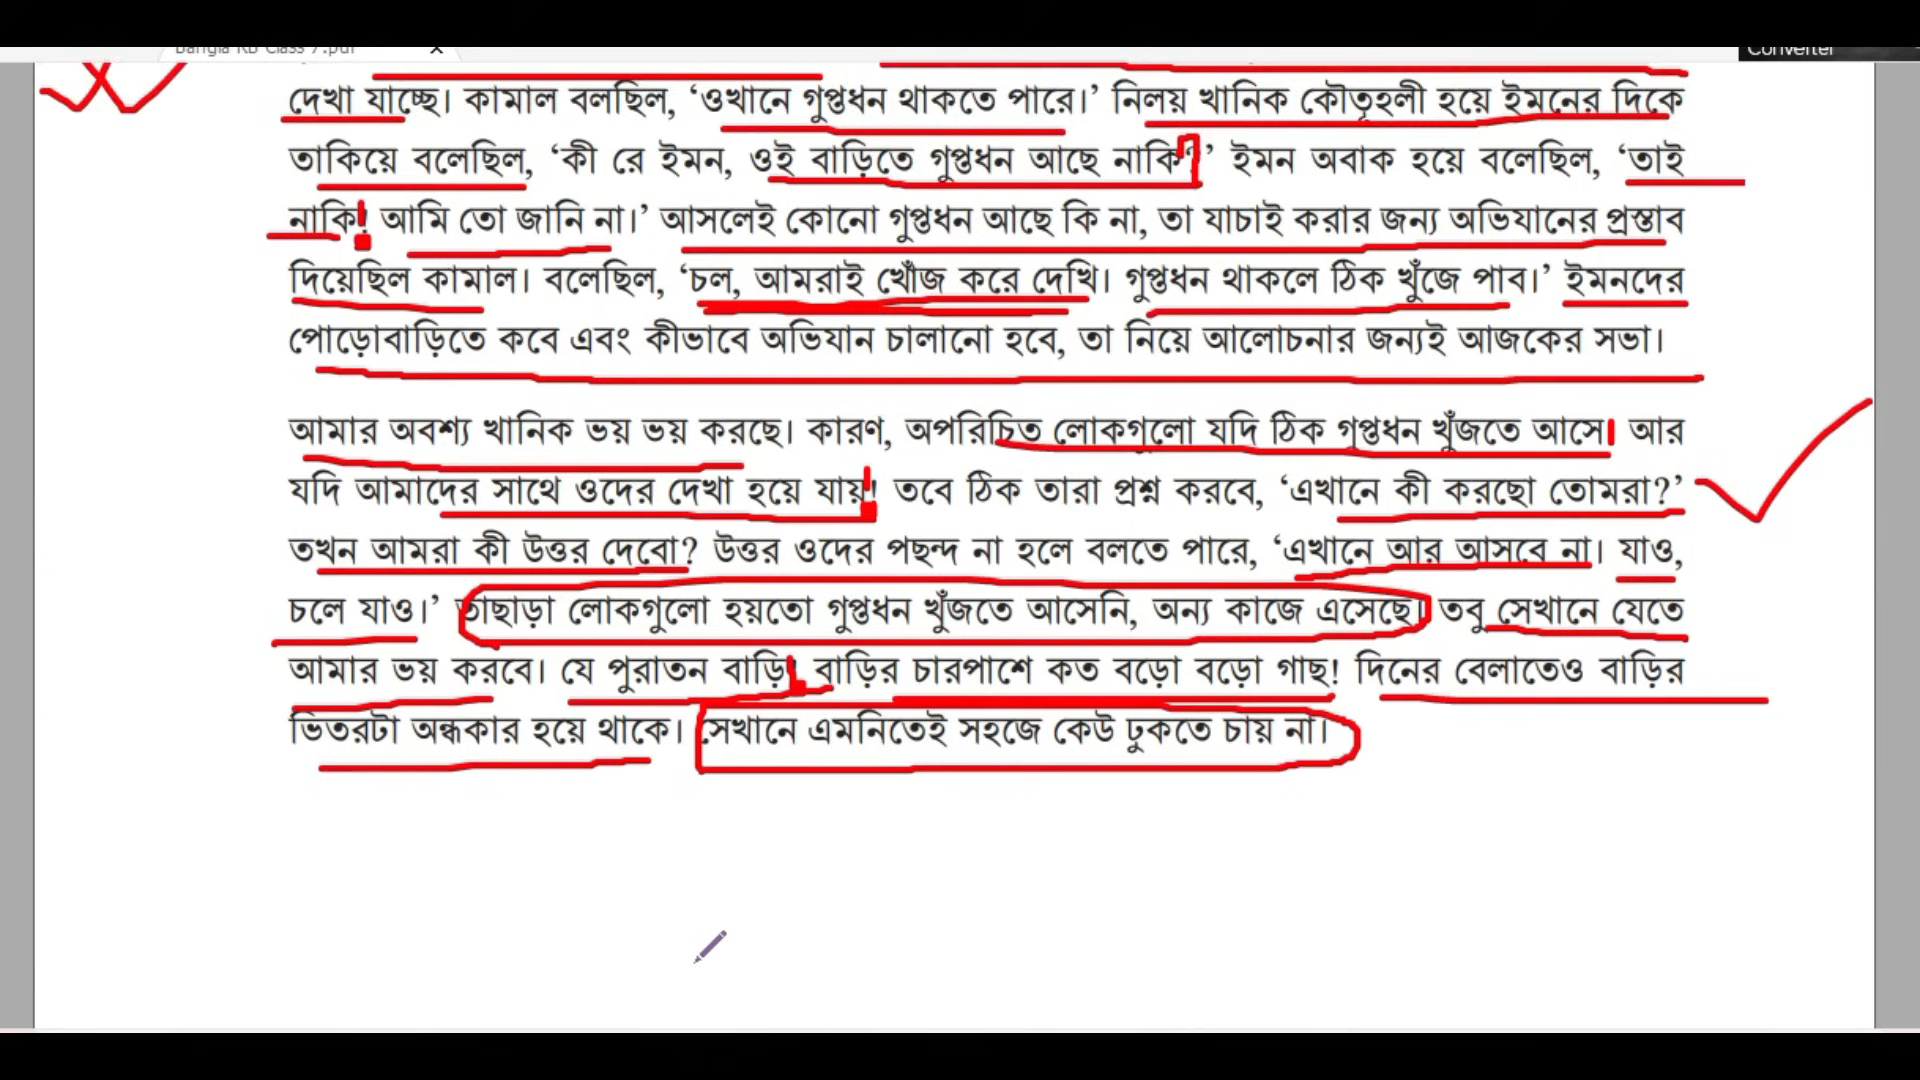 Bangla RB Class 7.pdf
Converter
দেখা যাচ্ছে। কামাল বলছিল, ‘ওখানে গুপ্তধন থাকতে পারে।’ নিলয় খানিক কৌতূহলী হয়ে ইমনের দিকে
তাকিয়ে বলেছিল, ‘কী রে ইমন, ওই বাড়িতে গুপ্তধন আছে নাকি?’ ইমন অবাক হয়ে বলেছিল, ‘তাই
নাকি! আমি তো জানি না।’ আসলেই কোনো গুপ্তধন আছে কি না, তা যাচাই করার জন্য অভিযানের প্রস্তাব
দিয়েছিল কামাল। বলেছিল, ‘চল, আমরাই খোঁজ করে দেখি। গুপ্তধন থাকলে ঠিক খুঁজে পাব।’ ইমনদের
পোড়োবাড়িতে কবে এবং কীভাবে অভিযান চালানো হবে, তা নিয়ে আলোচনার জন্যই আজকের সভা।
আমার অবশ্য খানিক ভয় ভয় করছে। কারণ, অপরিচিত লোকগুলো যদি ঠিক গুপ্তধন খুঁজতে আসে! আর
যদি আমাদের সাথে ওদের দেখা হয়ে যায়! তবে ঠিক তারা প্রশ্ন করবে, ‘এখানে কী করছো তোমরা?’
তখন আমরা কী উত্তর দেবো? উত্তর ওদের পছন্দ না হলে বলতে পারে, ‘এখানে আর আসবে না। যাও,
চলে যাও।’ তাছাড়া লোকগুলো হয়তো গুপ্তধন খুঁজতে আসেনি, অন্য কাজে এসেছে। তবু সেখানে যেতে
আমার ভয় করবে। যে পুরাতন বাড়ি! বাড়ির চারপাশে কত বড়ো বড়ো গাছ! দিনের বেলাতেও বাড়ির
ভিতরটা অন্ধকার হয়ে থাকে। সেখানে এমনিতেই সহজে কেউ ঢুকতে চায় না।